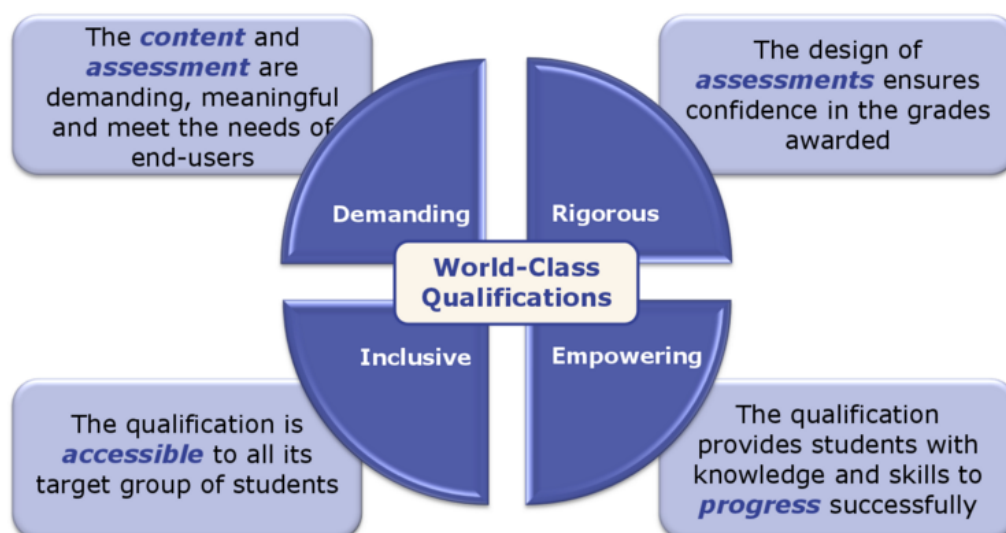 The content and
assessment are
demanding, meaningful
and meet the needs of
end-users
The design of
assessments ensures
confidence in the grades
awarded
Demanding
Rigorous
World-Class
Qualifications
Inclusive
Empowering
The qualification is
accessible to all its
target group of students
The qualification
provides students with
knowledge and skills to
progress successfully